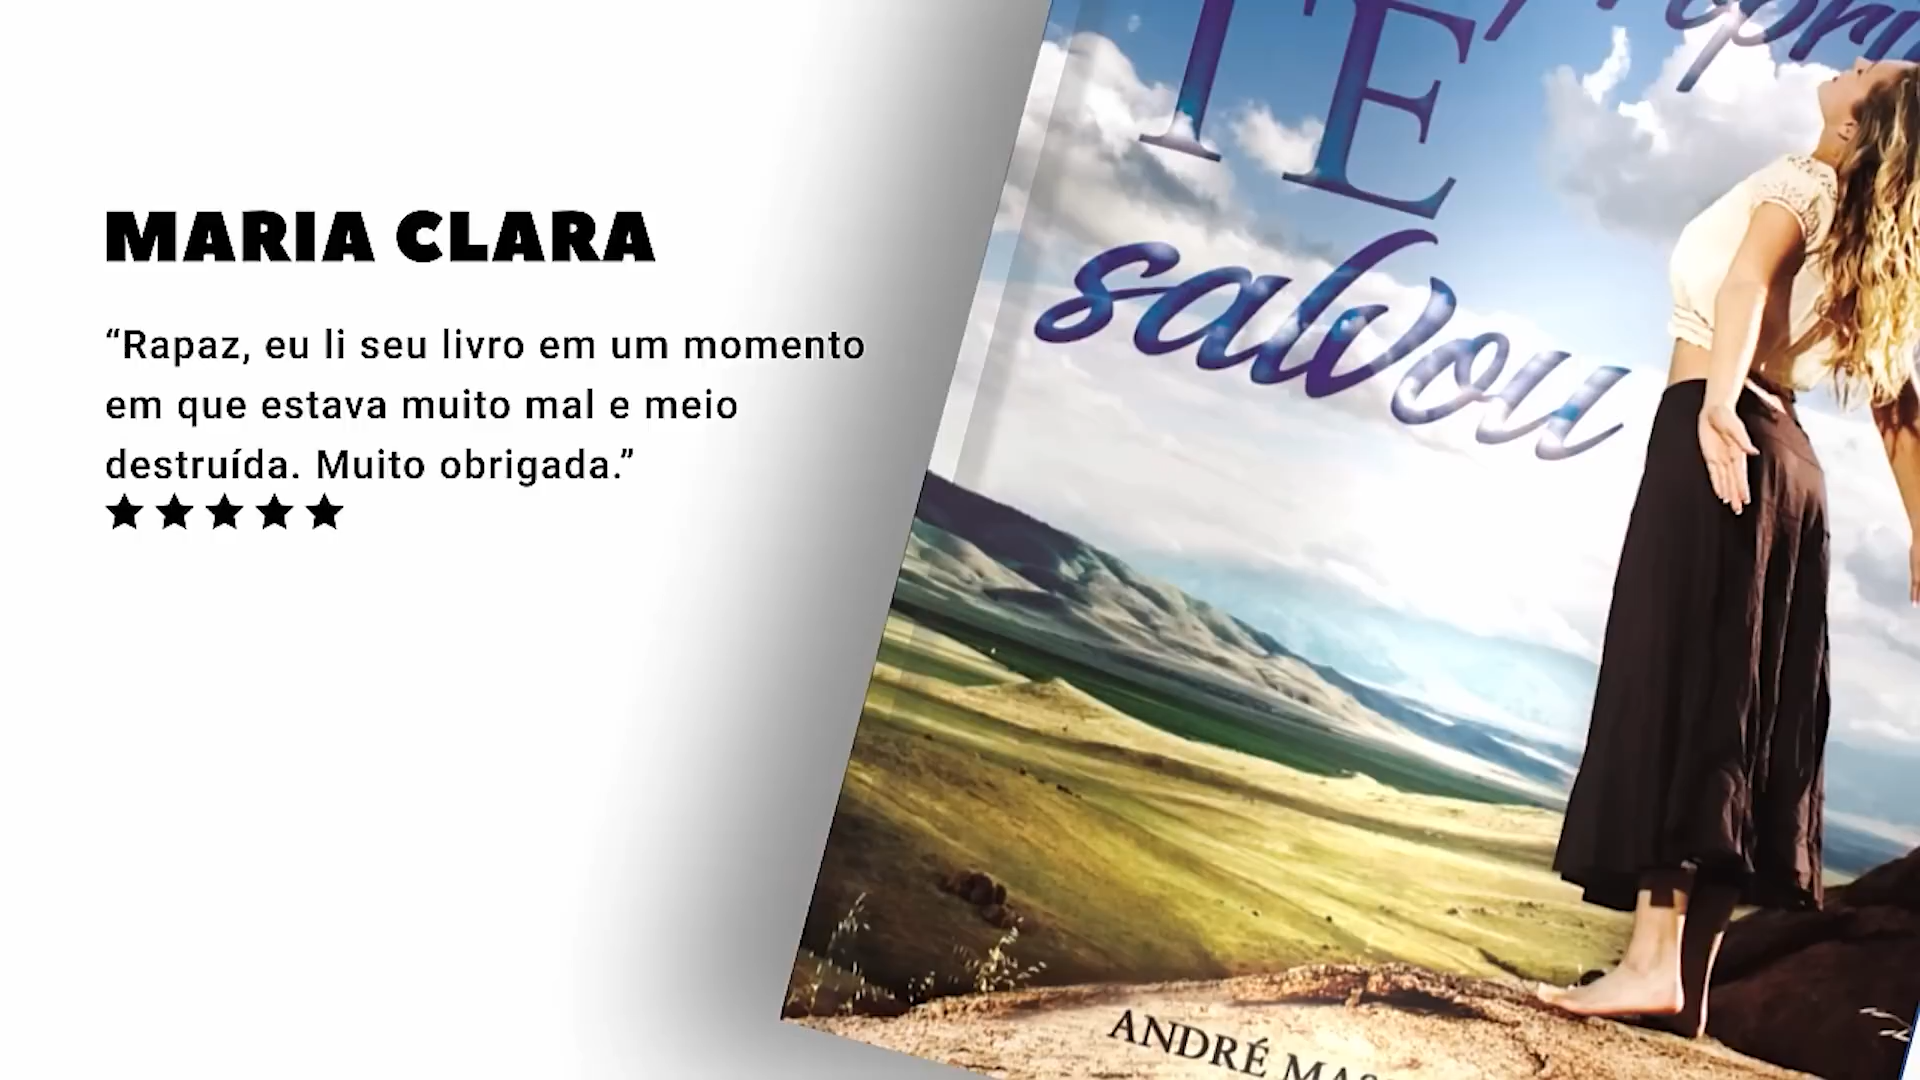 MARIA CLARA
“Rapaz, eu li seu livro em um momento
em que estava muito mal e meio
destruída. Muito obrigada.”
TE
salvou
ANDRÉ